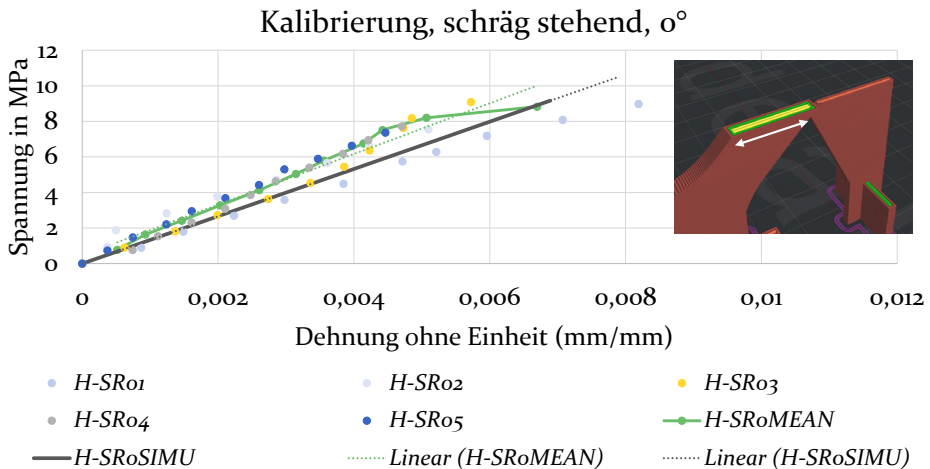 Kalibrierung, schräg stehend, 0°
Spannung in MPa
12
10
8
6
4
2
0
0 0,002 0,004 0,006 0,008 0,01 0,012
Dehnung ohne Einheit (mm/mm)
H-SR01 H-SR02 H-SR03
H-SR04 H-SR05 H-SR0MEAN
H-SR0SIMU Linear (H-SR0MEAN) Linear (H-SR0SIMU)